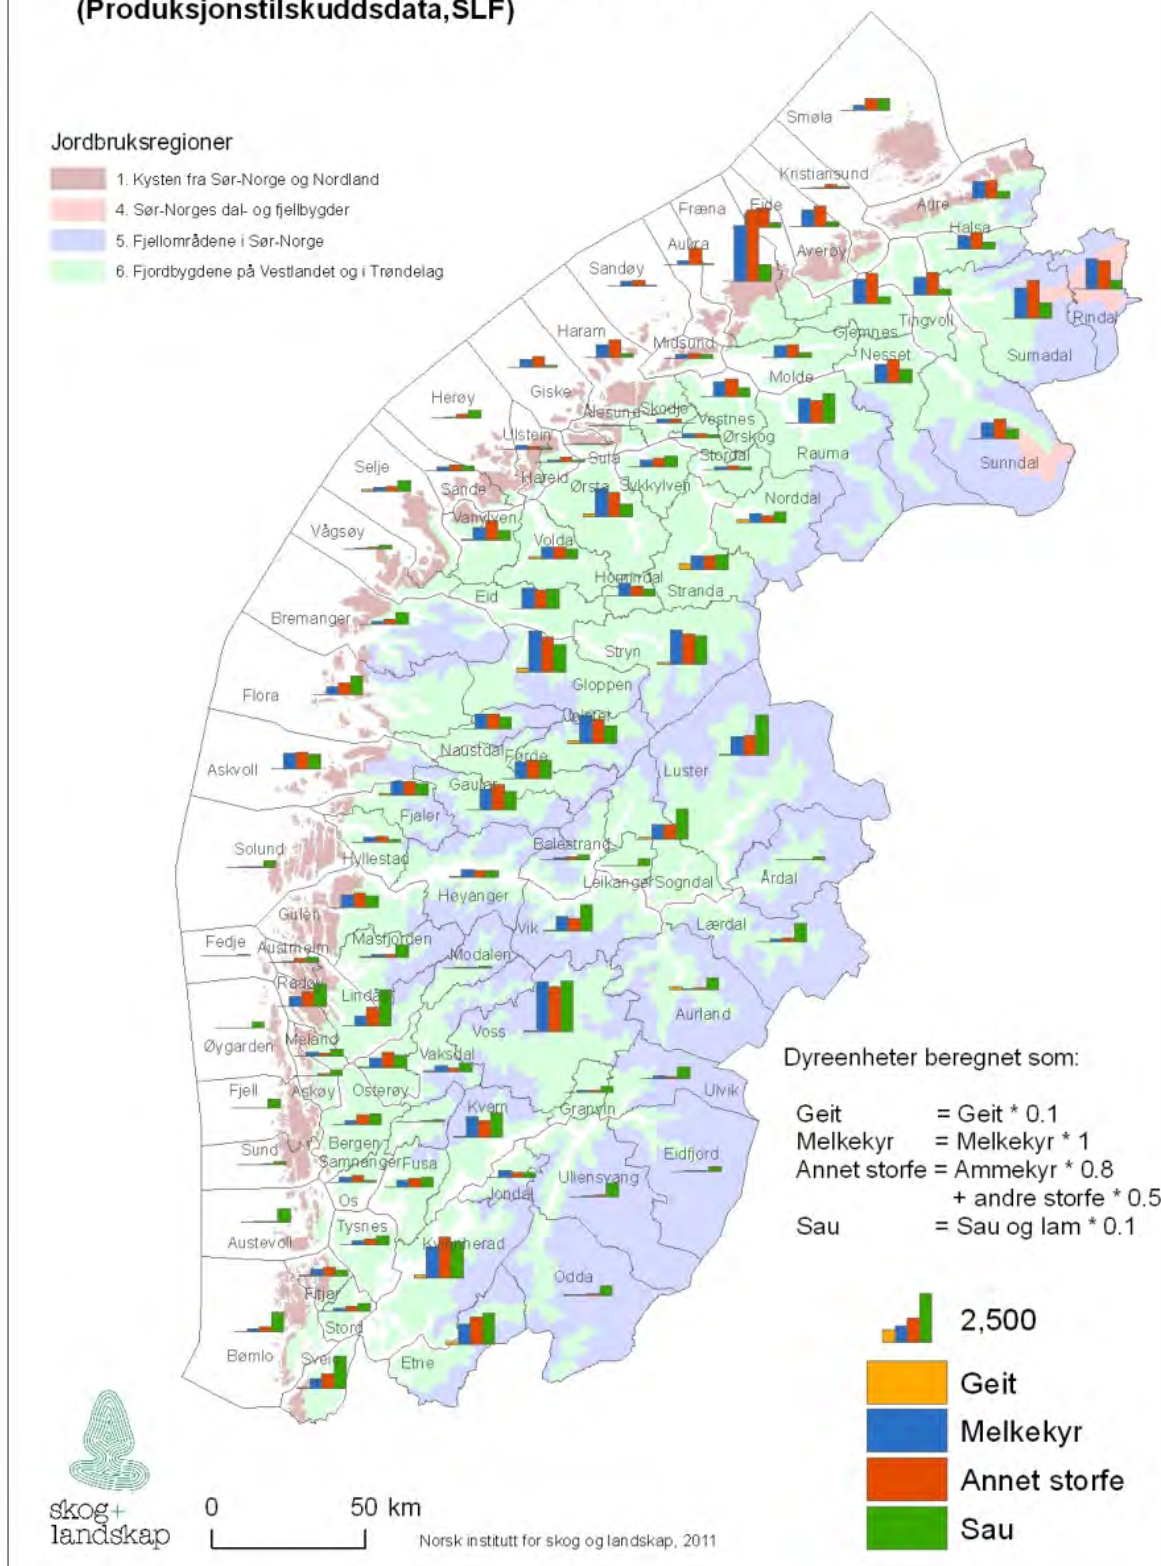 (Produksjonstilskuddsdata,SLF)
Jordbruksregioner
1. Kysten fra Sør-Norge og Nordland
4. Sør-Norges dal- og fjellbygder
5. Fjellområdene i Sør-Norge
6. Fjordbygdene på Vestlandet og i Trøndelag
Smøla
Kristiansund
Aure
Fræna
Eide
Halsa
Aukra
Averøy
Sandøy
Rindal
Tingvoll
Haram
Midsund
Gjemnes
Surnadal
Nesset
Molde
Giske
Herøy
Ålesund
Skodje
Vestnes
Ulstein
Ørskog
Sula
Stordal
Rauma
Sunndal
Selje
Hareid
Sande
Ørsta
Sykkylven
Norddal
Vanylven
Vågsøy
Volda
Hornindal
Stranda
Eid
Bremanger
Stryn
Gloppen
Flora
Jølster
Naustdal
Førde
Askvoll
Luster
Gaular
Fjaler
Solund
Balestrand
Hyllestad
Leikanger
Sogndal
Årdal
Høyanger
Gulen
Vik
Lærdal
Fedje
Austrheim
Masfjorden
Modalen
Radøy
Lindås
Aurland
Voss
Øygarden
Meland
Vaksdal
Fjell
Askøy
Osterøy
Ulvik
Kvam
Granvin
Bergen
Sund
Samnanger
Fusa
Eidfjord
Ullensvang
Os
Jondal
Tysnes
Austevoll
Kvinnherad
Odda
Fitjar
Stord
Bømlo
Sveio
Etne
Dyreenheter beregnet som:
Geit = Geit * 0.1
Melkekyr = Melkekyr * 1
Annet storfe = Ammekyr * 0.8
+ andre storfe * 0.5
Sau = Sau og lam * 0.1
2,500
Geit
Melkekyr
Annet storfe
Sau
skog+
landskap
0 50 km
Norsk institutt for skog og landskap, 2011